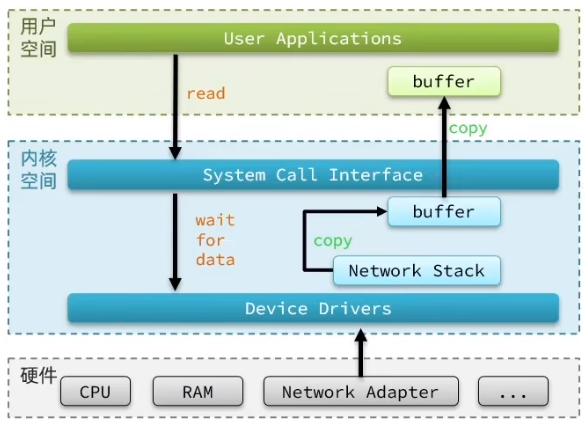 用户
空间
User Applications
buffer
read
copy
内核
空间
System Call Interface
buffer
wait
for
data
copy
Network Stack
Device Drivers
硬件
CPU
RAM
Network Adapter
...